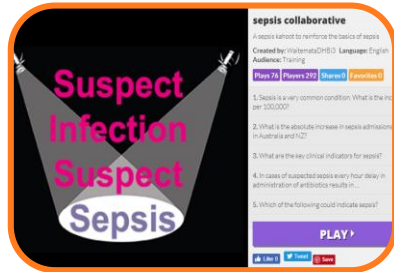 Suspect
Infection
Suspect
Sepsis
sepsis collaborative
A sepsis kahoot to reinforce the basics of sepsis
Created by: WaitemataDHBi3 Language: English
Audience: Training
Plays 76 Players 292 Shares 0 Favorites 0
1. Sepsis is a very common condition. What is the inc
per 100,000?
2. What is the absolute increase in sepsis admissions
in Australia and NZ?
3. What are the key clinical indicators for sepsis?
4. In cases of suspected sepsis every hour delay in
administration of antibiotics results in...
5. Which of the following could indicate sepsis?
PLAY
Like 0 Tweet Save